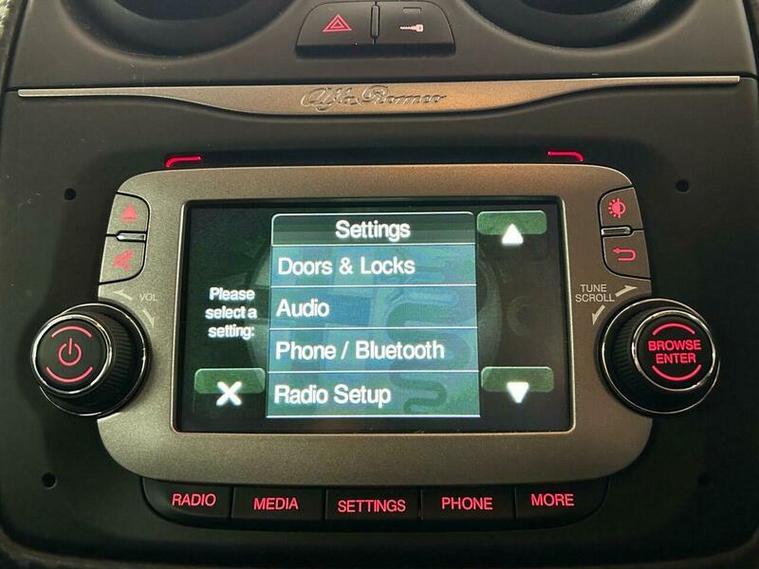 Alfa Romeo
Settings
Doors & Locks
Please
select a
setting:
Audio
Phone / Bluetooth
Radio Setup
VOL
TUNE
SCROLL
BROWSE
ENTER
RADIO
MEDIA
SETTINGS
PHONE
MORE